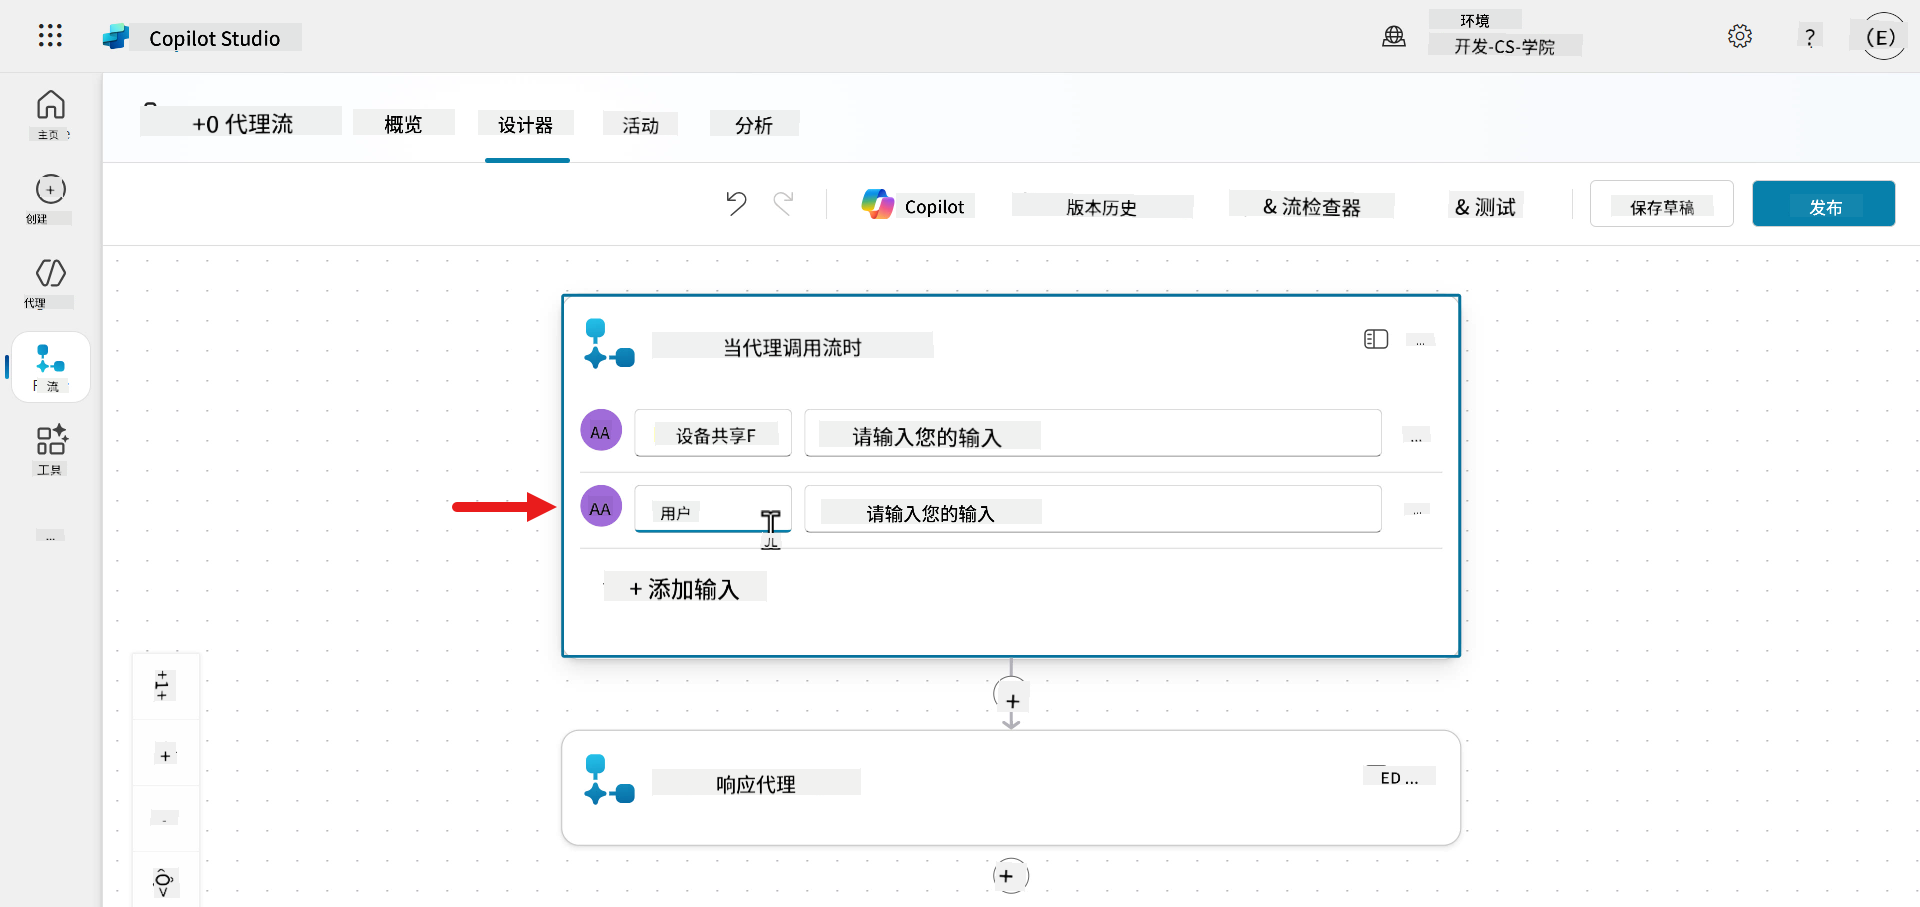 Copilot Studio
环境
开发-CS-学院
?
(E)
主页
+0 代理流
概览
设计器
活动
分析
创建
Copilot
版本历史
& 流检查器
& 测试
保存草稿
发布
代理
当代理调用流时
...
流
AA
设备共享F
请输入您的输入
...
工具
AA
用户
请输入您的输入
...
...
+ 添加输入
+
响应代理
ED ...
+